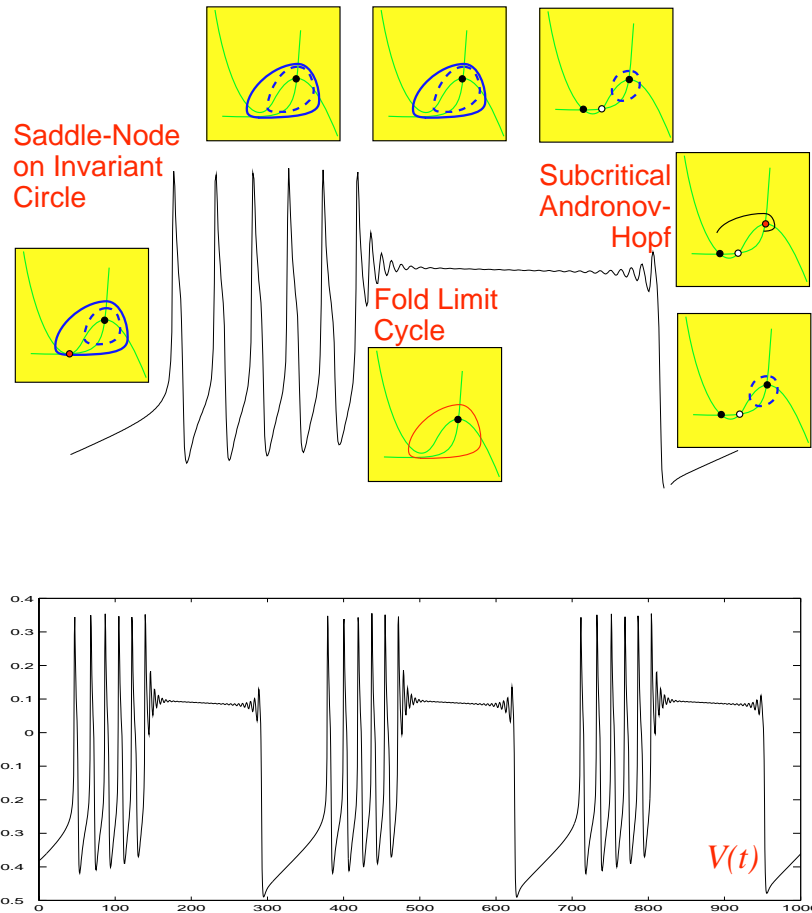 Saddle-Node
on Invariant
Circle
Subcritical
Andronov-
Hopf
Fold Limit
Cycle
0.4
0.3
0.2
0.1
0
0.1
0.2
0.3
0.4
0.5
V(t)
0 100 200 300 400 500 600 700 800 900 1000